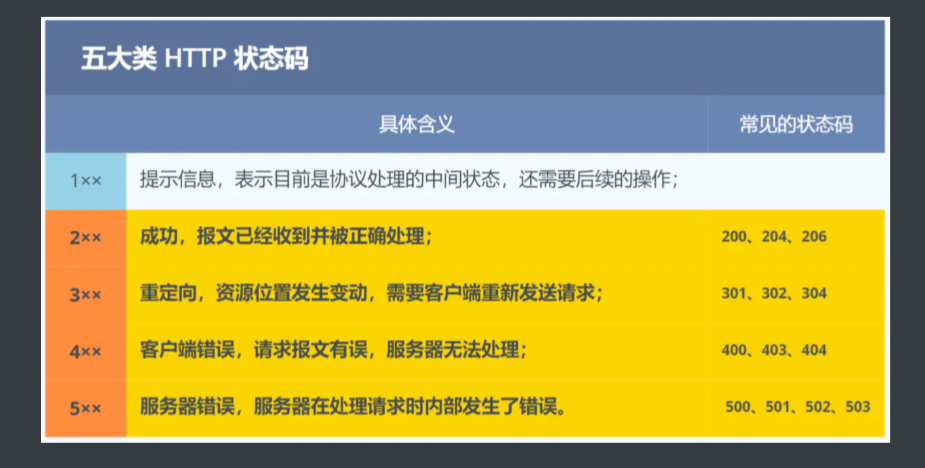 五大类 HTTP 状态码
具体含义 常见的状态码
1×× 提示信息，表示目前是协议处理的中间状态，还需要后续的操作；
2×× 成功，报文已经收到并被正确处理； 200、204、206
3×× 重定向，资源位置发生变动，需要客户端重新发送请求； 301、302、304
4×× 客户端错误，请求报文有误，服务器无法处理； 400、403、404
5×× 服务器错误，服务器在处理请求时内部发生了错误。 500、501、502、503